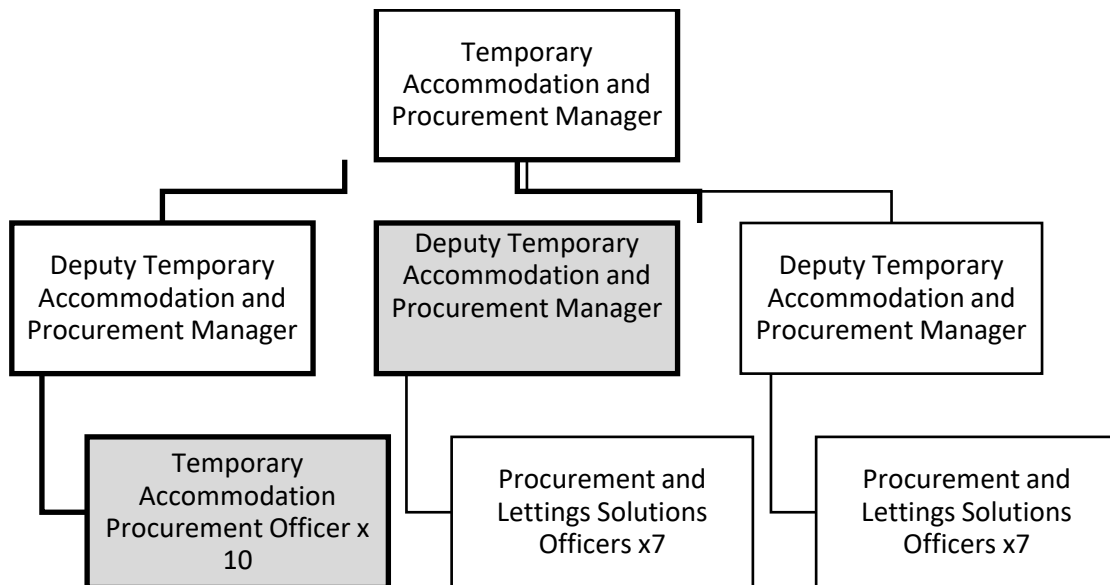 Temporary
Accommodation and
Procurement Manager
Deputy Temporary
Accommodation and
Procurement Manager
Deputy Temporary
Accommodation and
Procurement Manager
Deputy Temporary
Accommodation and
Procurement Manager
Temporary
Accommodation
Procurement Officer x
10
Procurement and
Lettings Solutions
Officers x7
Procurement and
Lettings Solutions
Officers x7